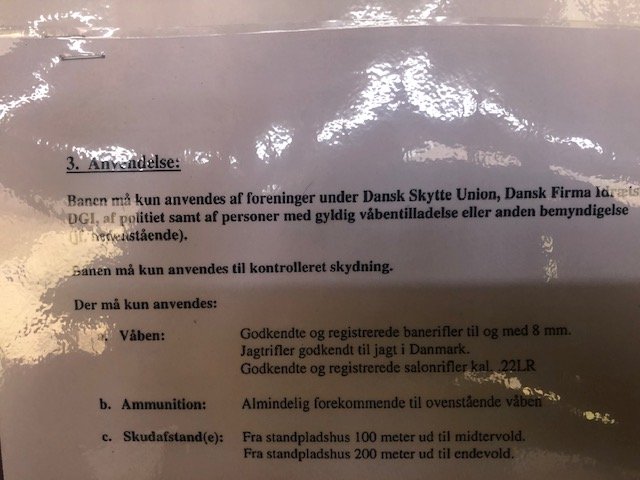 3. Anvendelse:
Banen må kun anvendes af foreninger under Dansk Skytte Union, Dansk Firma Idræts
DGI, af politiet samt af personer med gyldig våbentilladelse eller anden bemyndigelse
(jf. nedenstående).
Banen må kun anvendes til kontrolleret skydning.
Der må kun anvendes:
a. Våben: Godkendte og registrerede banerifler til og med 8 mm.
Jagtrifler godkendt til jagt i Danmark.
Godkendte og registrerede salonrifler kal. .22LR
b. Ammunition: Almindelig forekommende til ovenstående våben
c. Skudafstand(e): Fra standpladshus 100 meter ud til midtervold.
Fra standpladshus 200 meter ud til endevold.